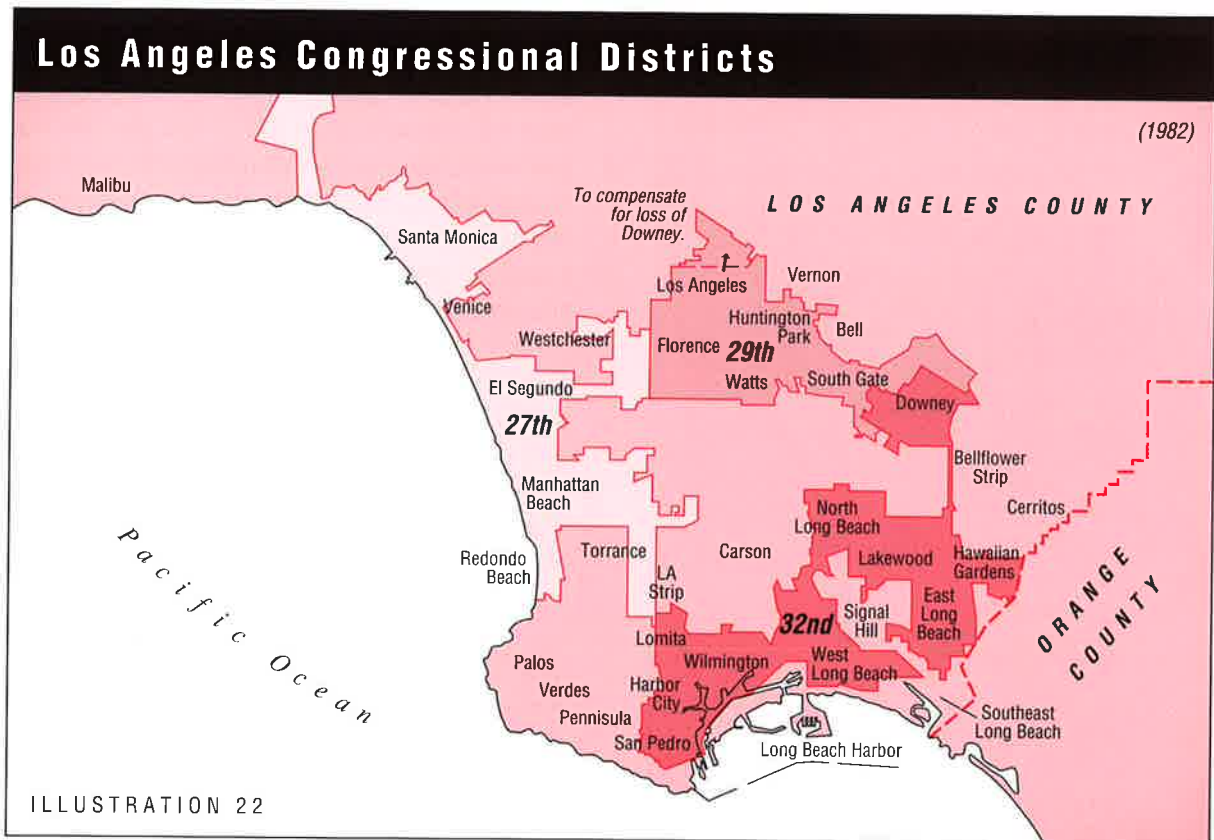 Los Angeles Congressional Districts
(1982)
Malibu
To compensate
for loss of
Downey.
LOS ANGELES COUNTY
Santa Monica
Los Angeles
Vernon
Venice
Westchester
Florence
29th
Huntington
Park
Bell
Watts
South Gate
El Segundo
27th
Downey
Manhattan
Beach
Bellflower
Strip
Cerritos
North
Long Beach
Redondo
Beach
Torrance
Carson
Lakewood
Hawaiian
Gardens
LA
Strip
East
Long
Beach
Signal
Hill
32nd
ORANGE
COUNTY
Pacific Ocean
Lomita
Wilmington
West
Long Beach
Palos
Verdes
Pennisula
Harbor
City
San Pedro
Southeast
Long Beach
Long Beach Harbor
ILLUSTRATION 22